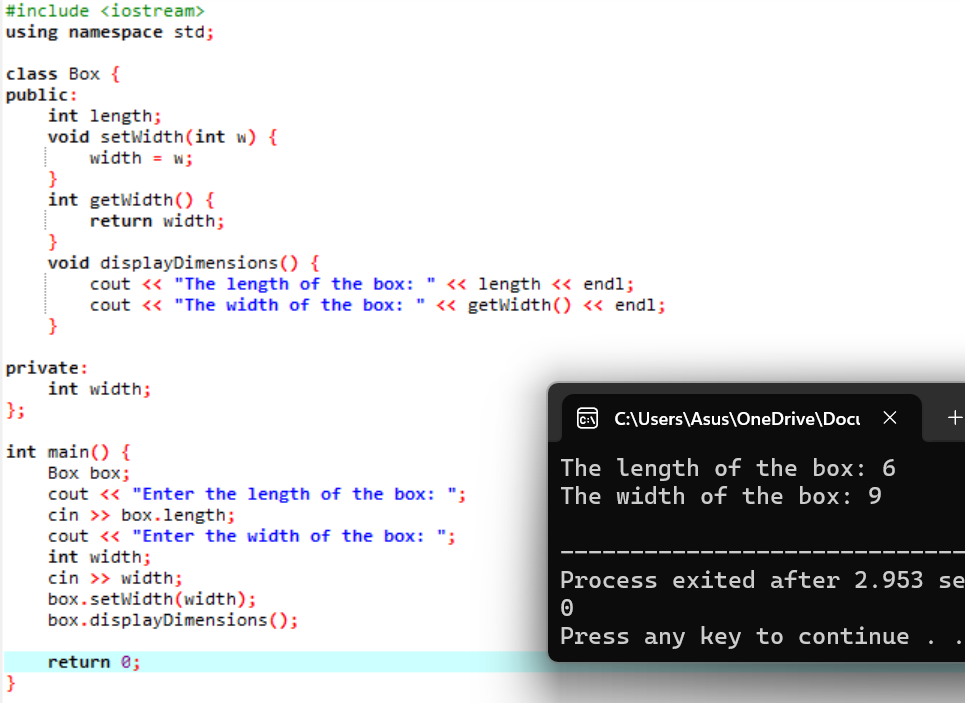 #include <iostream>
using namespace std;
class Box {
public:
int length;
void setWidth(int w) {
width = w;
}
int getWidth() {
return width;
}
void displayDimensions() {
cout << "The length of the box: " << length << endl;
cout << "The width of the box: " << getWidth() << endl;
}
private:
int width;
};
int main() {
Box box;
cout << "Enter the length of the box: ";
cin >> box.length;
cout << "Enter the width of the box: ";
int width;
cin >> width;
box.setWidth(width);
box.displayDimensions();
return 0;
}
C:\Users\Asus\OneDrive\Docu
The length of the box: 6
The width of the box: 9
-----------------------------
Process exited after 2.953 se
0
Press any key to continue . .